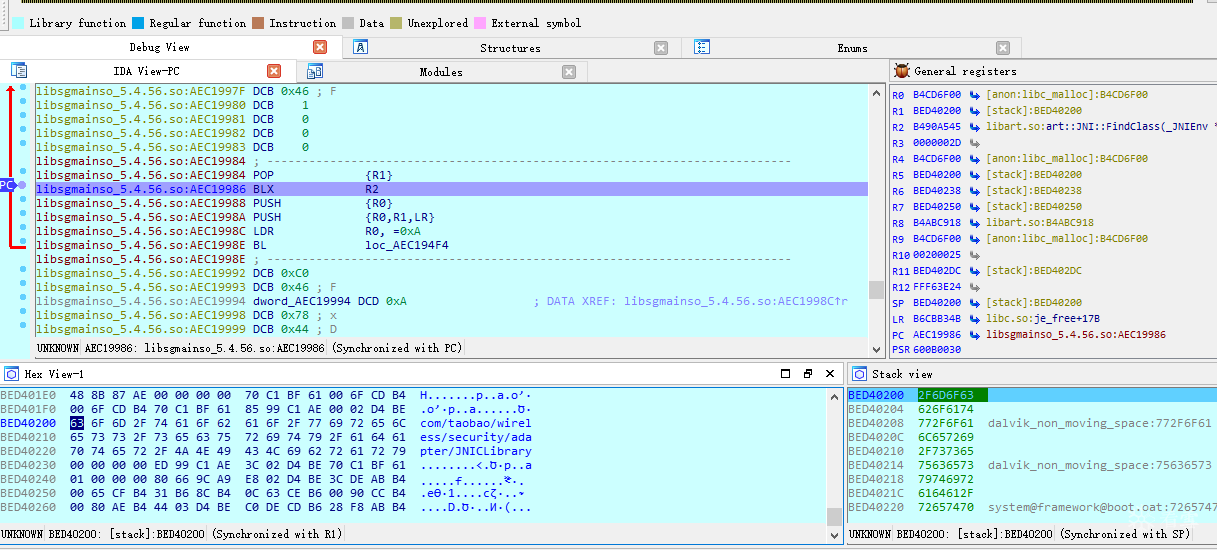 Library function Regular function Instruction Data Unexplored External symbol
Debug View Structures Enums
IDA View-PC Modules General registers
libsgmainso_5.4.56.so:AEC1997F DCB 0x46 ; F
libsgmainso_5.4.56.so:AEC19980 DCB 1
libsgmainso_5.4.56.so:AEC19981 DCB 0
libsgmainso_5.4.56.so:AEC19982 DCB 0
libsgmainso_5.4.56.so:AEC19983 DCB 0
libsgmainso_5.4.56.so:AEC19984 ; ---------------------------------------------------------------------------
libsgmainso_5.4.56.so:AEC19984 POP {R1}
PC libsgmainso_5.4.56.so:AEC19986 BLX R2
libsgmainso_5.4.56.so:AEC19988 PUSH {R0}
libsgmainso_5.4.56.so:AEC1998A PUSH {R0,R1,LR}
libsgmainso_5.4.56.so:AEC1998C LDR R0, =0xA
libsgmainso_5.4.56.so:AEC1998E BL loc_AEC194F4
libsgmainso_5.4.56.so:AEC1998E ; ---------------------------------------------------------------------------
libsgmainso_5.4.56.so:AEC19992 DCB 0xC0
libsgmainso_5.4.56.so:AEC19993 DCB 0x46 ; F
libsgmainso_5.4.56.so:AEC19994 dword_AEC19994 DCD 0xA ; DATA XREF: libsgmainso_5.4.56.so:AEC1998C↑r
libsgmainso_5.4.56.so:AEC19998 DCB 0x78 ; x
libsgmainso_5.4.56.so:AEC19999 DCB 0x44 ; D
UNKNOWN AEC19986: libsgmainso_5.4.56.so:AEC19986 (Synchronized with PC)
R0 B4CD6F00 [anon:libc_malloc]:B4CD6F00
R1 BED40200 [stack]:BED40200
R2 B490A545 libart.so:art::JNI::FindClass(_JNIEnv *
R3 0000002D
R4 B4CD6F00 [anon:libc_malloc]:B4CD6F00
R5 BED40200 [stack]:BED40200
R6 BED40238 [stack]:BED40238
R7 BED40250 [stack]:BED40250
R8 B4ABC918 libart.so:B4ABC918
R9 B4CD6F00 [anon:libc_malloc]:B4CD6F00
R10 00200025
R11 BED402DC [stack]:BED402DC
R12 FFF63E24
SP BED40200 [stack]:BED40200
LR B6CBB34B libc.so:je_free+17B
PC AEC19986 libsgmainso_5.4.56.so:AEC19986
PSR 600B0030
Hex View-1
BED401E0 48 8B 87 AE 00 00 00 00 70 C1 BF 61 00 6F CD B4
BED401F0 00 6F CD B4 70 C1 BF 61 85 99 C1 AE 00 02 D4 BE
BED40200 63 6F 6D 2F 74 61 6F 62 61 6F 2F 77 69 72 65 6C com/taobao/wirel
BED40210 65 73 73 2F 73 65 63 75 72 69 74 79 2F 61 64 61 ess/security/ada
BED40220 70 74 65 72 2F 4A 4E 49 43 4C 69 62 72 61 72 79 pter/JNICLibrary
BED40230 00 00 00 00 ED 99 C1 AE 3C 02 D4 BE 70 C1 BF 61
BED40240 01 00 00 00 80 66 9C A9 E8 02 D4 BE 3C DE AB B4
BED40250 00 65 CF B4 31 B6 8C B4 0C 63 CE B6 00 90 CC B4
BED40260 00 80 AE B4 44 03 D4 BE C0 DE CD B6 28 F8 AB B4
UNKNOWN BED40200: [stack]:BED40200 (Synchronized with R1)
Stack view
BED40200 2F6D6F63
BED40204 626F6174
BED40208 772F6F61 dalvik_non_moving_space:772F6F61
BED4020C 6C657269
BED40210 2F737365
BED40214 75636573 dalvik_non_moving_space:75636573
BED40218 79746972
BED4021C 6164612F
BED40220 72657470 system@framework@boot.oat:72657470
UNKNOWN BED40200: [stack]:BED40200 (Synchronized with SP)